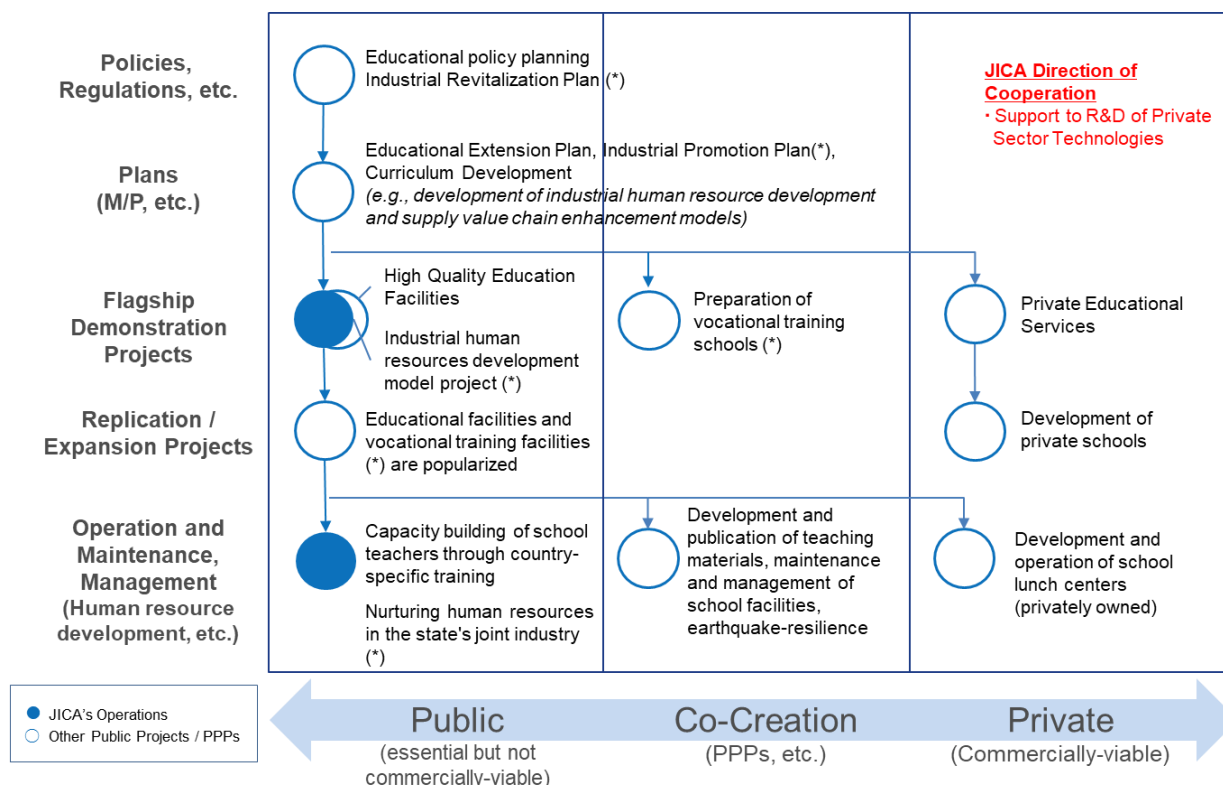 Policies,
Regulations, etc.
Educational policy planning
Industrial Revitalization Plan (*)
JICA Direction of
Cooperation
・Support to R&D of Private
Sector Technologies
Plans
(M/P, etc.)
Educational Extension Plan, Industrial Promotion Plan(*),
Curriculum Development
(e.g., development of industrial human resource development
and supply value chain enhancement models)
Flagship
Demonstration
Projects
High Quality Education
Facilities
Industrial human
resources development
model project (*)
Preparation of
vocational training
schools (*)
Private Educational
Services
Replication /
Expansion Projects
Educational facilities and
vocational training facilities
(*) are popularized
Development of
private schools
Operation and
Maintenance,
Management
(Human resource
development, etc.)
Capacity building of school
teachers through country-
specific training
Nurturing human resources
in the state's joint industry
(*)
Development and
publication of teaching
materials, maintenance
and management of
school facilities,
earthquake-resilience
Development and
operation of school
lunch centers
(privately owned)
JICA's Operations
Other Public Projects / PPPs
Public
(essential but not
commercially-viable)
Co-Creation
(PPPs, etc.)
Private
(Commercially-viable)